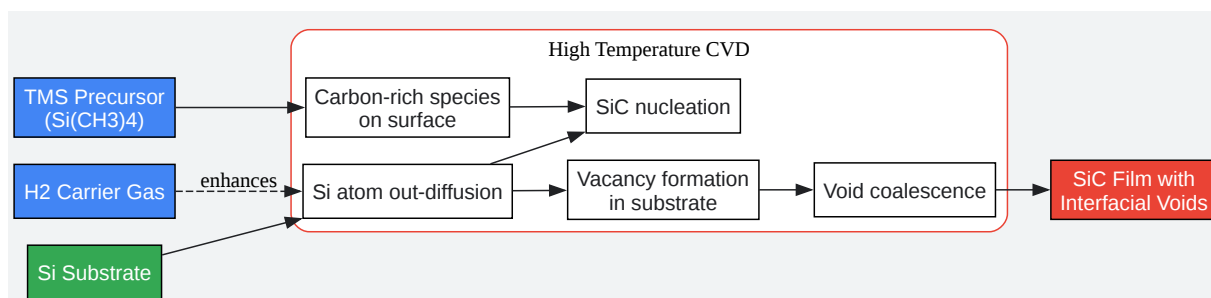 High Temperature CVD
TMS Precursor
(Si(CH3)4)
Carbon-rich species
on surface
SiC nucleation
H2 Carrier Gas
enhances
Si atom out-diffusion
Vacancy formation
in substrate
Void coalescence
SiC Film with
Interfacial Voids
Si Substrate